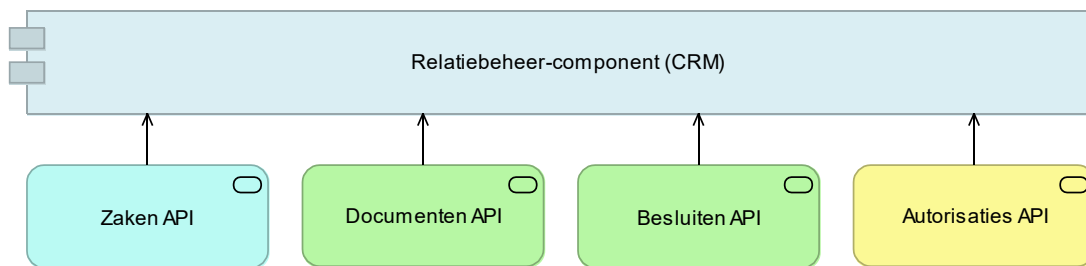 Relatiebeheer-component (CRM)
Zaken API
Documenten API
Besluiten API
Autorisaties API